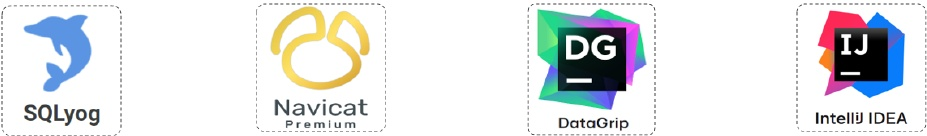 SQLyog
Navicat
Premium
DG
DataGrip
IJ
IntelliJ IDEA